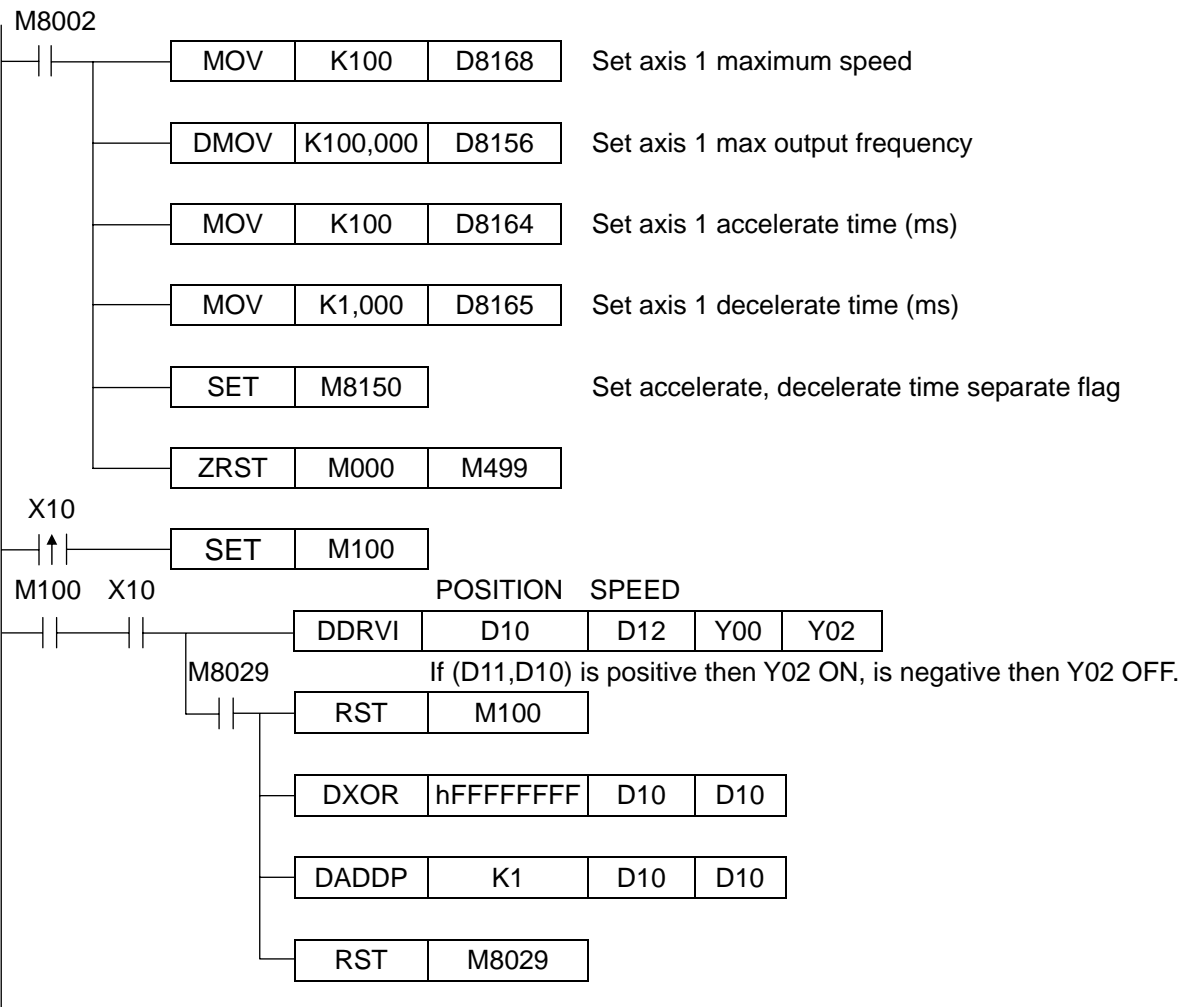 M8002
MOV K100 D8168 Set axis 1 maximum speed
DMOV K100,000 D8156 Set axis 1 max output frequency
MOV K100 D8164 Set axis 1 accelerate time (ms)
MOV K1,000 D8165 Set axis 1 decelerate time (ms)
SET M8150 Set accelerate, decelerate time separate flag
ZRST M000 M499
X10
SET M100
M100 X10 POSITION SPEED
DDRVI D10 D12 Y00 Y02
M8029 If (D11,D10) is positive then Y02 ON, is negative then Y02 OFF.
RST M100
DXOR hFFFFFFFF D10 D10
DADDP K1 D10 D10
RST M8029